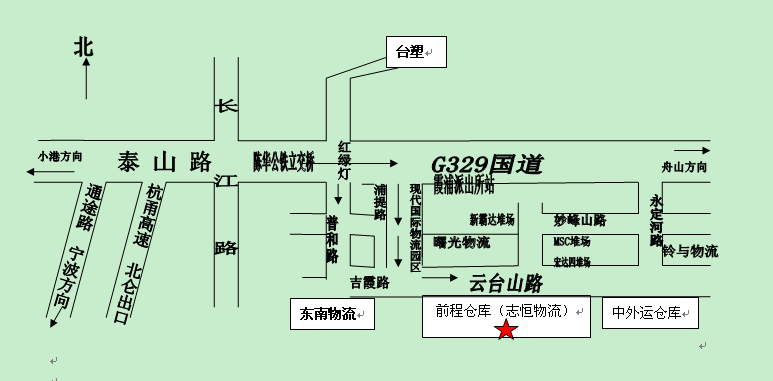 北
台塑
长江路
小港方向
泰山路
陈华公铁立交桥
红绿灯
G329国道
霞浦派出所站
舟山方向
通途路 宁波方向
杭甬高速 北仑出口
普和路
浦提路
现代国际物流园区
新霸达堆场
妙峰山路
永定河路
曙光物流
MSC堆场
宏达四堆场
铃与物流
吉霞路
云台山路
东南物流
前程仓库（志恒物流）
中外运仓库